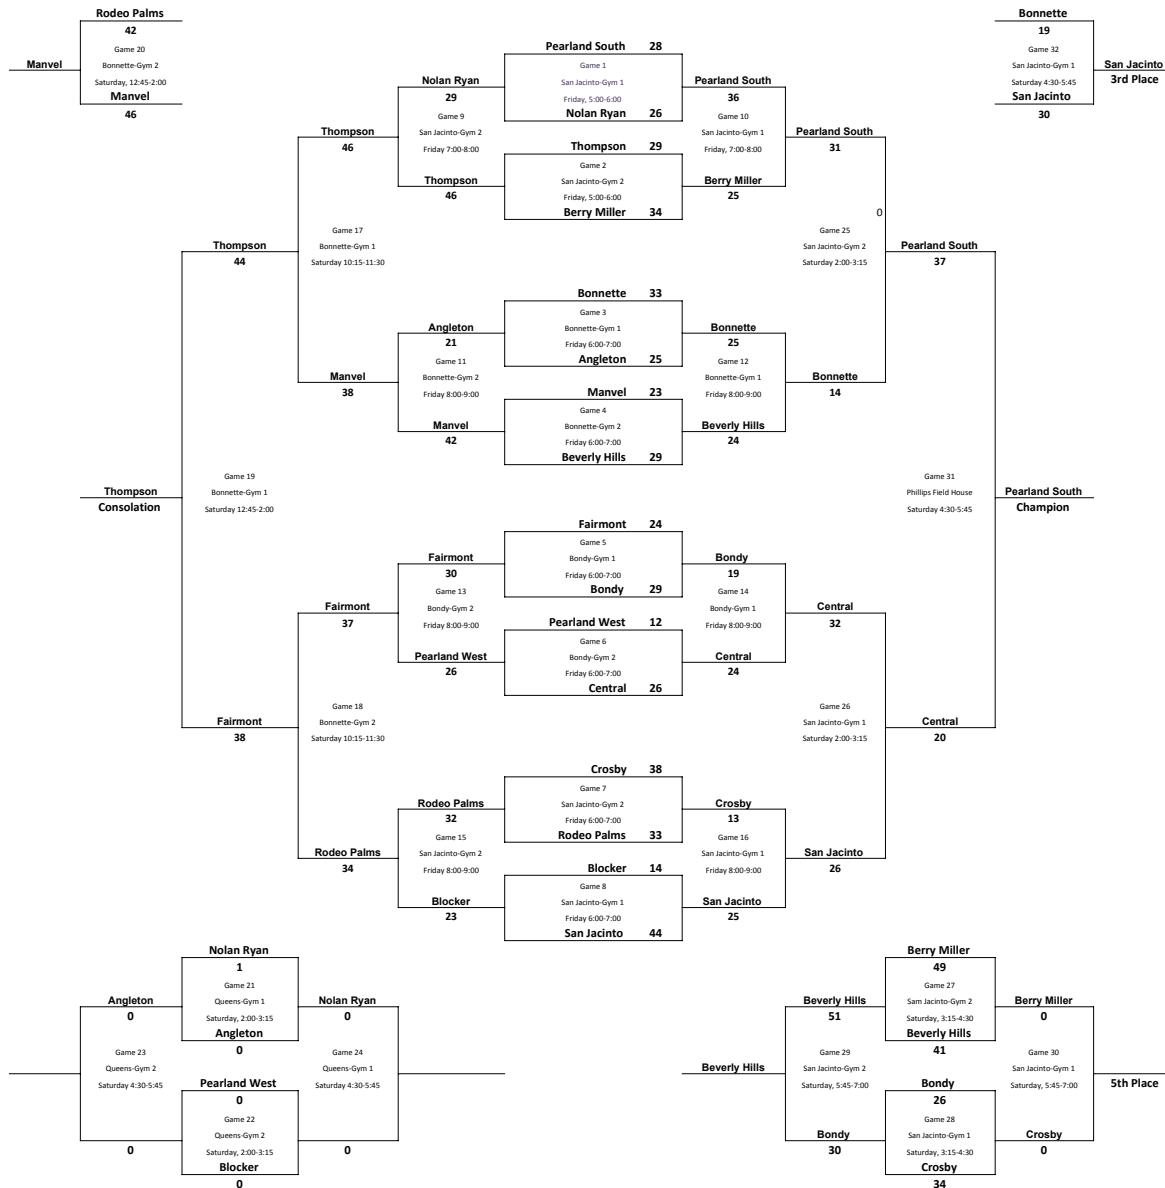 Rodeo Palms
42
Game 20
Bonnette-Gym 2
Saturday, 12:45-2:00
Manvel
Manvel
46
Bonnette
19
Game 32
San Jacinto-Gym 1
Saturday 4:30-5:45
San Jacinto
30
San Jacinto
3rd Place
Pearland South 28
Game 1
San Jacinto-Gym 1
Friday, 5:00-6:00
Nolan Ryan 26
Nolan Ryan
29
Game 9
San Jacinto-Gym 2
Friday 7:00-8:00
Thompson
46
Pearland South
36
Game 10
San Jacinto-Gym 1
Friday, 7:00-8:00
Berry Miller
25
Thompson
46
Thompson 29
Game 2
San Jacinto-Gym 2
Friday, 5:00-6:00
Berry Miller 34
Pearland South
31
0
Game 17
Bonnette-Gym 1
Saturday 10:15-11:30
Thompson
44
Game 25
San Jacinto-Gym 2
Saturday 2:00-3:15
Pearland South
37
Bonnette 33
Game 3
Bonnette-Gym 1
Friday 6:00-7:00
Angleton 25
Angleton
21
Game 11
Bonnette-Gym 2
Friday 8:00-9:00
Manvel
42
Bonnette
25
Game 12
Bonnette-Gym 1
Friday 8:00-9:00
Beverly Hills
24
Manvel
38
Manvel 23
Game 4
Bonnette-Gym 2
Friday 6:00-7:00
Beverly Hills 29
Bonnette
14
Thompson
Consolation
Game 19
Bonnette-Gym 1
Saturday 12:45-2:00
Game 31
Phillips Field House
Saturday 4:30-5:45
Pearland South
Champion
Fairmont 24
Game 5
Bondy-Gym 1
Friday 6:00-7:00
Bondy 29
Fairmont
30
Game 13
Bondy-Gym 2
Friday 8:00-9:00
Pearland West
26
Bondy
19
Game 14
Bondy-Gym 1
Friday 8:00-9:00
Central
24
Fairmont
37
Pearland West 12
Game 6
Bondy-Gym 2
Friday 6:00-7:00
Central 26
Central
32
Game 18
Bonnette-Gym 2
Saturday 10:15-11:30
Fairmont
38
Game 26
San Jacinto-Gym 1
Saturday 2:00-3:15
Central
20
Crosby 38
Game 7
San Jacinto-Gym 2
Friday 6:00-7:00
Rodeo Palms 33
Rodeo Palms
32
Game 15
San Jacinto-Gym 2
Friday 8:00-9:00
Blocker
23
Crosby
13
Game 16
San Jacinto-Gym 1
Friday 8:00-9:00
San Jacinto
25
Rodeo Palms
34
Blocker 14
Game 8
San Jacinto-Gym 1
Friday 6:00-7:00
San Jacinto 44
San Jacinto
26
Nolan Ryan
1
Game 21
Queens-Gym 1
Saturday, 2:00-3:15
Angleton
0
Angleton
0
Nolan Ryan
0
Game 23
Queens-Gym 2
Saturday 4:30-5:45
Game 24
Queens-Gym 1
Saturday 4:30-5:45
Pearland West
0
Game 22
Queens-Gym 2
Saturday, 2:00-3:15
Blocker
0
0
0
Berry Miller
49
Game 27
Sam Jacinto-Gym 2
Saturday, 3:15-4:30
Beverly Hills
41
Beverly Hills
51
Berry Miller
0
Beverly Hills
Game 29
San Jacinto-Gym 2
Saturday, 5:45-7:00
Game 30
San Jacinto-Gym 1
Saturday, 5:45-7:00
5th Place
Bondy
26
Game 28
San Jacinto-Gym 1
Saturday, 3:15-4:30
Crosby
34
Bondy
30
Crosby
0